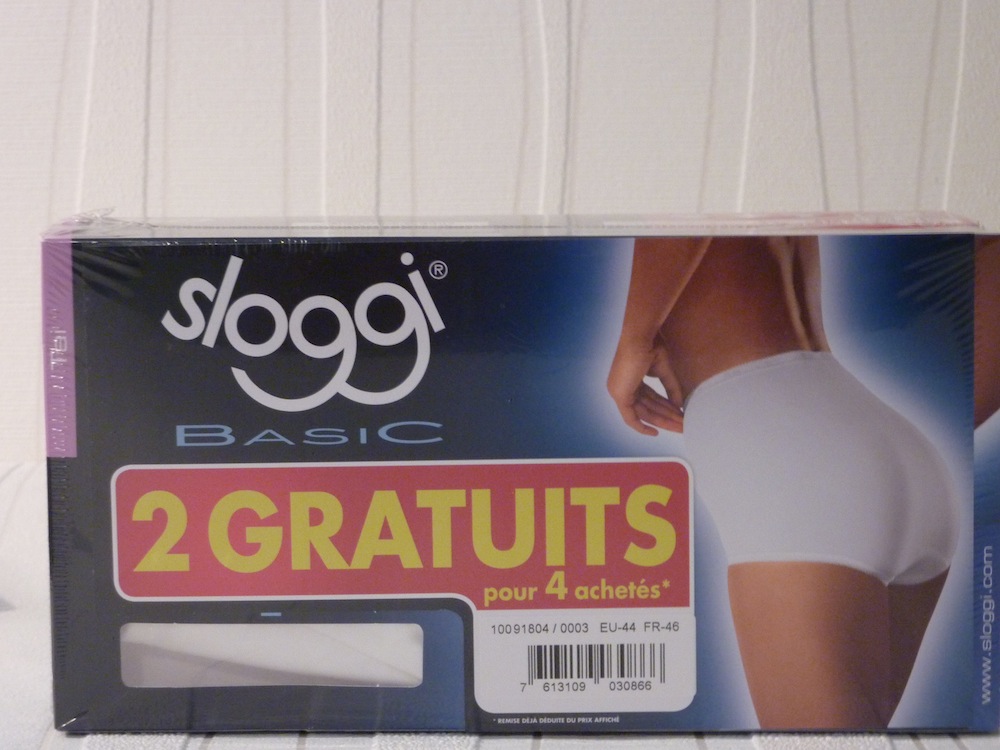 sloggi®
BASIC
2 GRATUITS
pour 4 achetés*
10091804 / 0003 EU-44 FR-46
7 613109 030866
* REMISE DÉJÀ DÉDUITE DU PRIX AFFICHÉ
www.sloggi.com